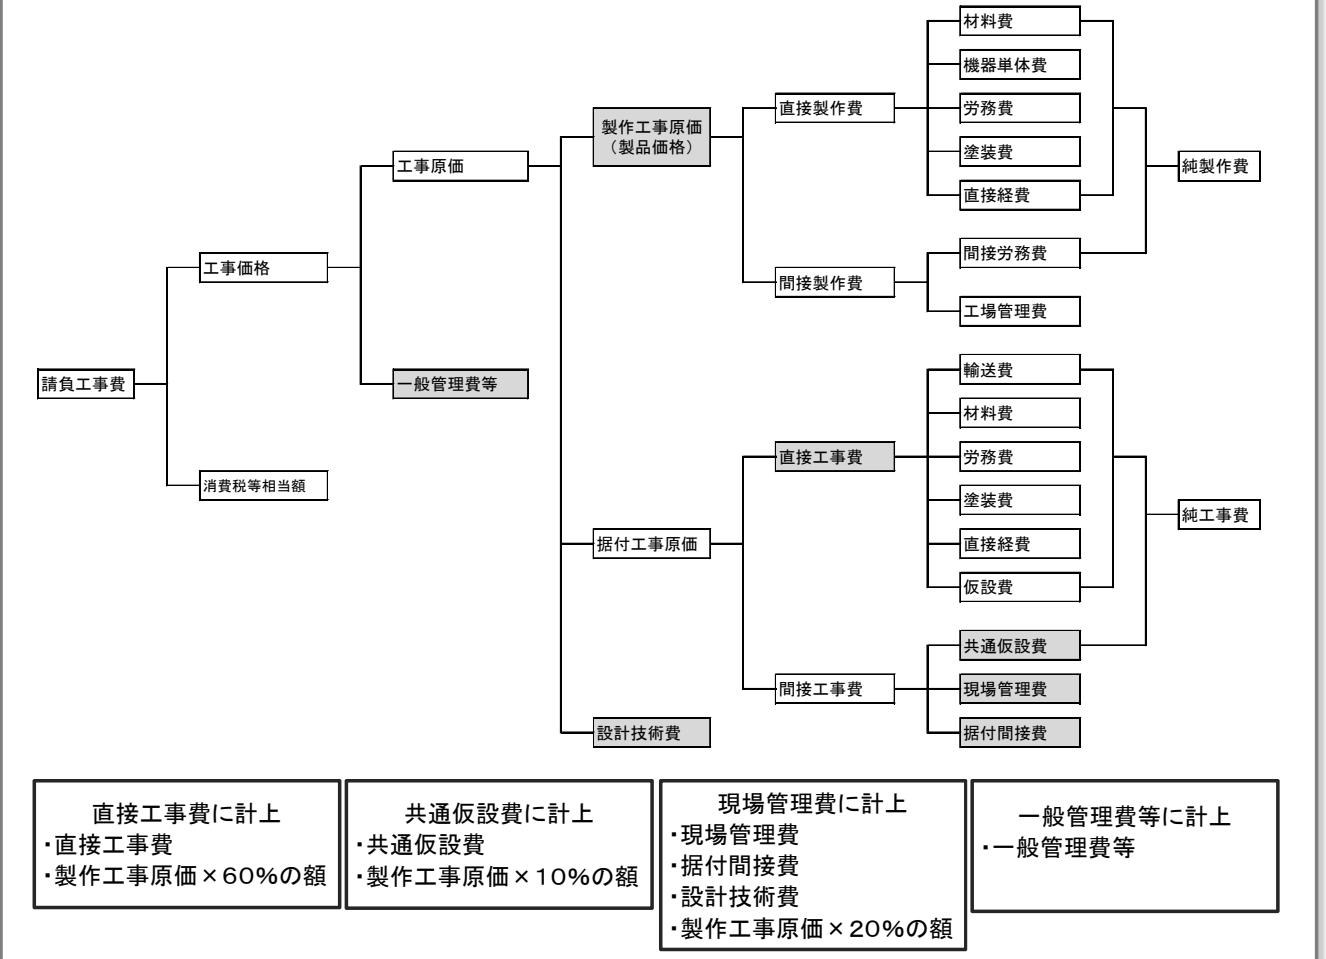 材料費
機器単体費
労務費
塗装費
直接経費
直接製作費
製作工事原価
（製品価格）
純製作費
工事原価
間接労務費
工場管理費
間接製作費
工事価格
請負工事費
一般管理費等
消費税等相当額
輸送費
材料費
労務費
塗装費
直接経費
仮設費
直接工事費
純工事費
据付工事原価
共通仮設費
現場管理費
据付間接費
間接工事費
設計技術費
直接工事費に計上
・直接工事費
・製作工事原価×60%の額
共通仮設費に計上
・共通仮設費
・製作工事原価×10%の額
現場管理費に計上
・現場管理費
・据付間接費
・設計技術費
・製作工事原価×20%の額
一般管理費等に計上
・一般管理費等